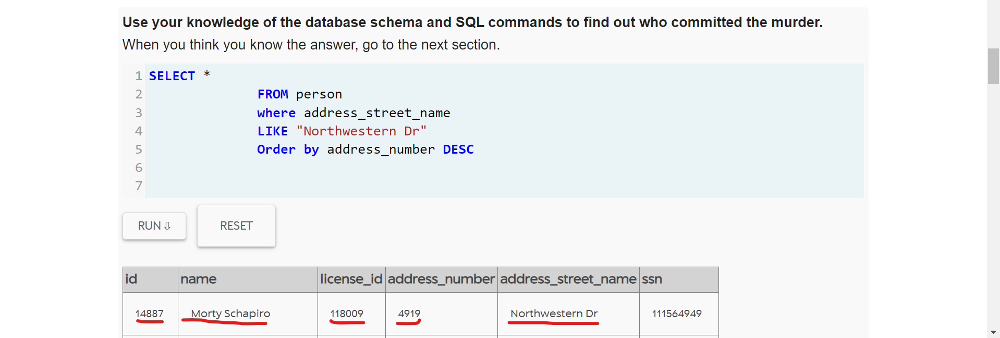 Use your knowledge of the database schema and SQL commands to find out who committed the murder.
When you think you know the answer, go to the next section.
1 SELECT *
2 FROM person
3 where address_street_name
4 LIKE "Northwestern Dr"
5 Order by address_number DESC
6
7
RUN ⇩ RESET
id name license_id address_number address_street_name ssn
14887 Morty Schapiro 118009 4919 Northwestern Dr 111564949